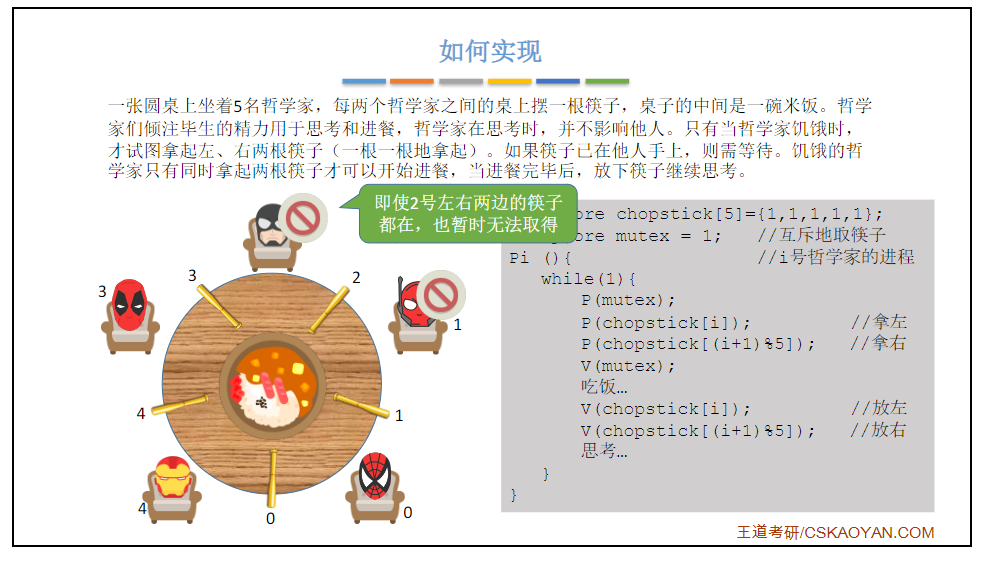 如何实现
一张圆桌上坐着5名哲学家，每两个哲学家之间的桌上摆一根筷子，桌子的中间是一碗米饭。哲学
家们倾注毕生的精力用于思考和进餐，哲学家在思考时，并不影响他人。只有当哲学家饥饿时，
才试图拿起左、右两根筷子（一根一根地拿起）。如果筷子已在他人手上，则需等待。饥饿的哲
学家只有同时拿起两根筷子才可以开始进餐，当进餐完毕后，放下筷子继续思考。
即使2号左右两边的筷子
都在，也暂时无法取得
3
2
3
1
4
1
4
0
0
ore chopstick[5]={1,1,1,1,1};
ore mutex = 1; //互斥地取筷子
Pi (){ //i号哲学家的进程
while(1){
P(mutex);
P(chopstick[i]); //拿左
P(chopstick[(i+1)%5]); //拿右
V(mutex);
吃饭…
V(chopstick[i]); //放左
V(chopstick[(i+1)%5]); //放右
思考…
}
}
王道考研/CSKAOYAN.COM